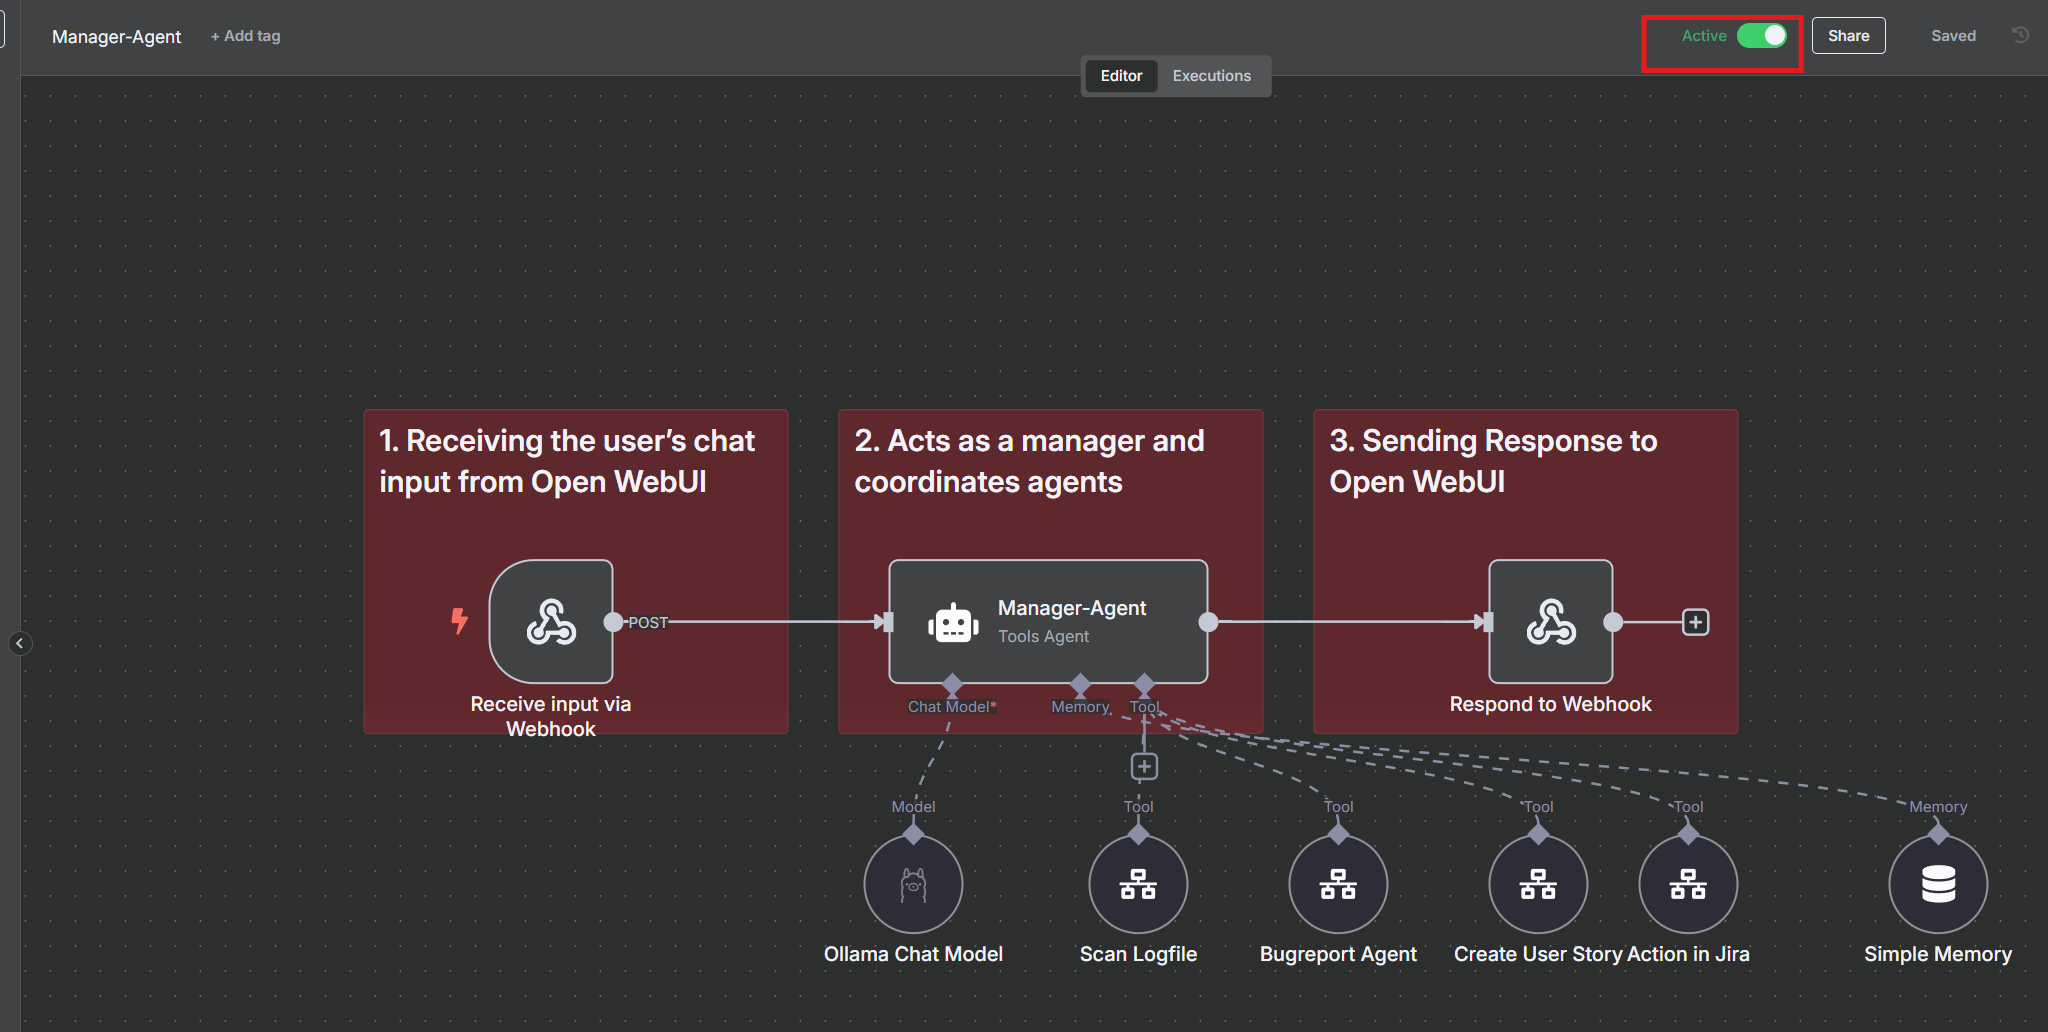 Manager-Agent
+ Add tag
Active
Share
Saved
Editor
Executions
1. Receiving the user’s chat
input from Open WebUI
2. Acts as a manager and
coordinates agents
3. Sending Response to
Open WebUI
POST
Manager-Agent
Tools Agent
Receive input via
Webhook
Chat Model*
Memory
Tool
Respond to Webhook
Model
Tool
Tool
Tool
Tool
Memory
Ollama Chat Model
Scan Logfile
Bugreport Agent
Create User Story
Action in Jira
Simple Memory